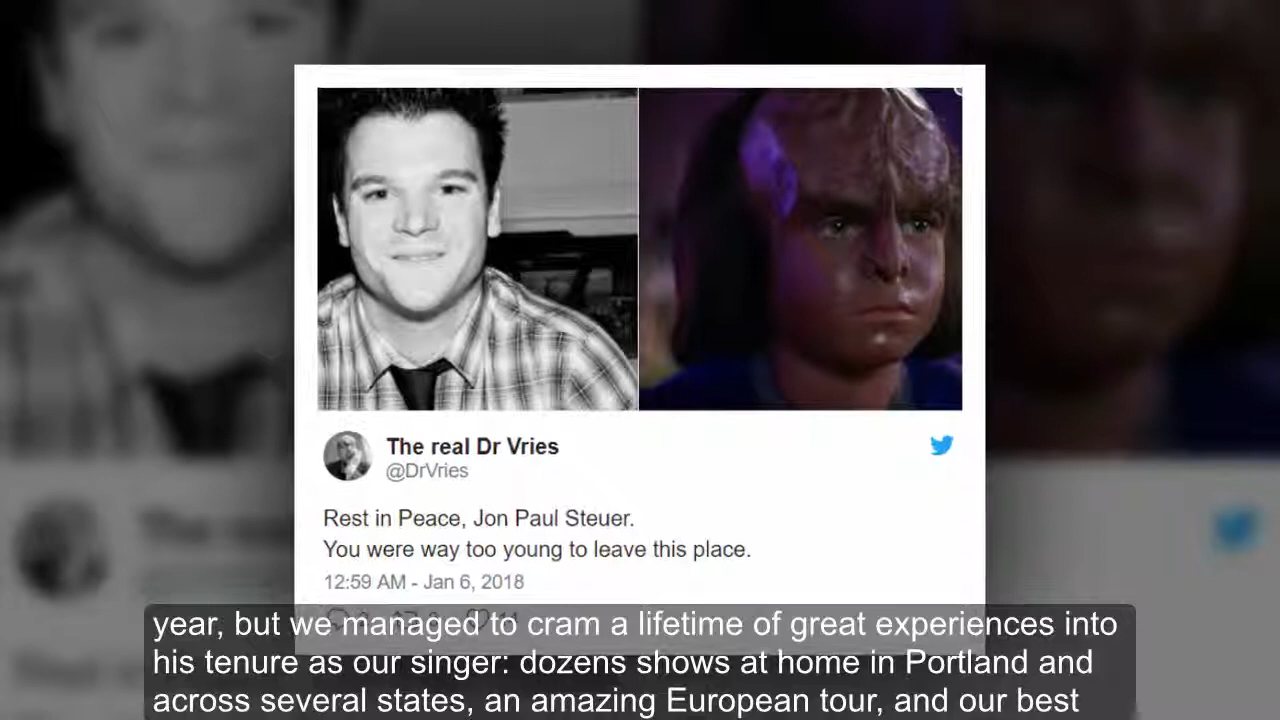 The real Dr Vries
@DrVries
Rest in Peace, Jon Paul Steuer.
You were way too young to leave this place.
12:59 AM - Jan 6, 2018
year, but we managed to cram a lifetime of great experiences into
his tenure as our singer: dozens shows at home in Portland and
across several states, an amazing European tour, and our best